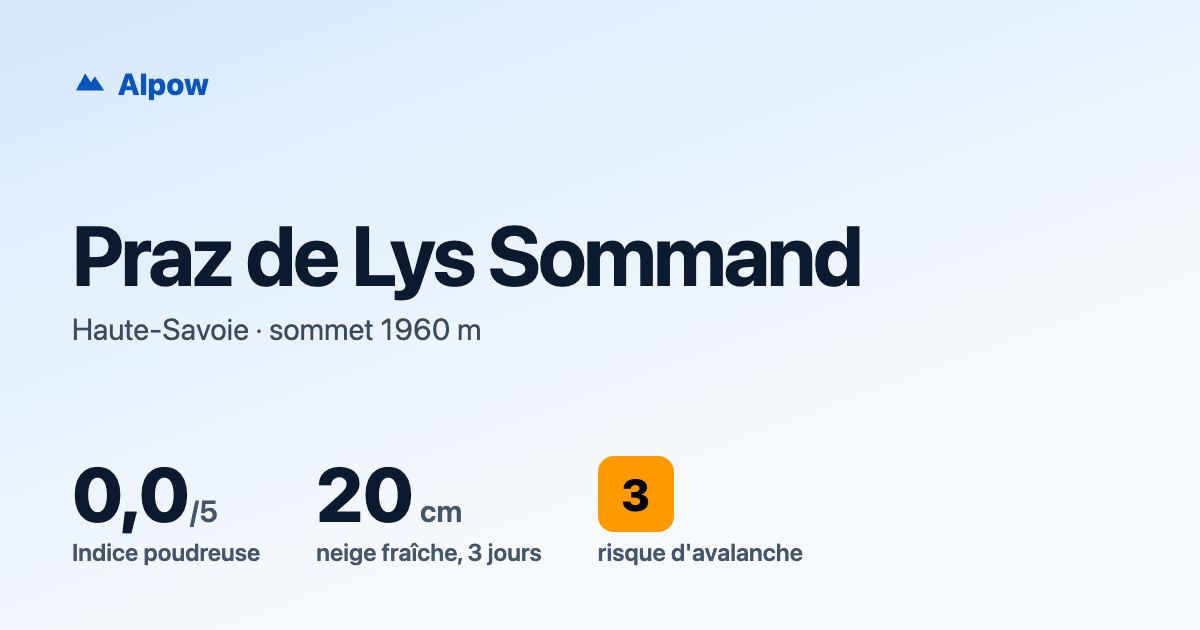 Alpow
Praz de Lys Sommand
Haute-Savoie · sommet 1960 m
0,0/5
Indice poudreuse
20 cm
neige fraîche, 3 jours
3
risque d'avalanche